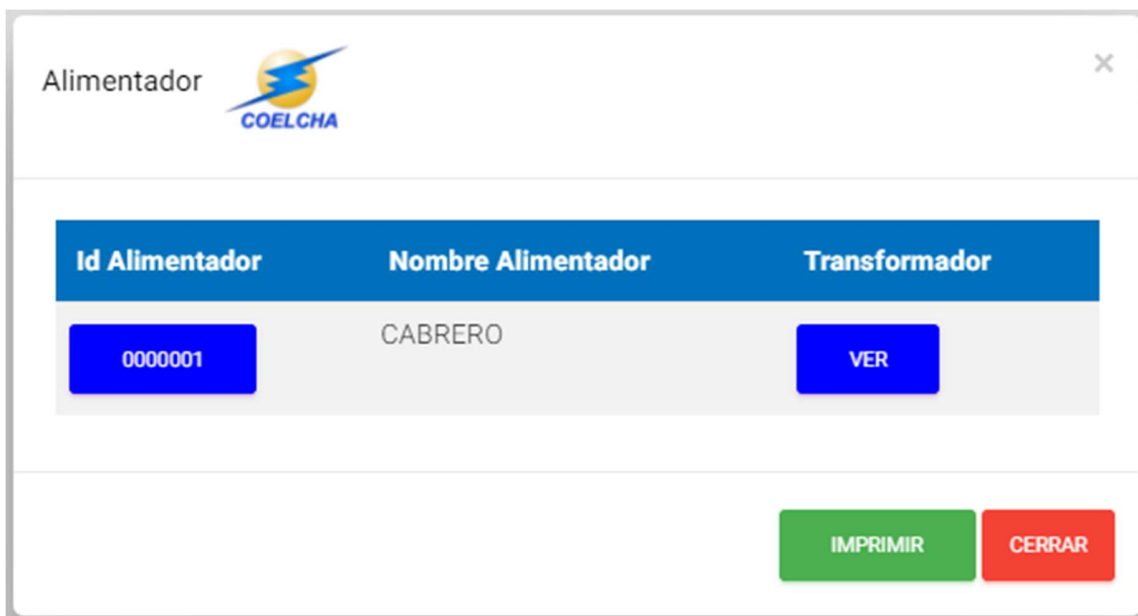 Alimentador
COELCHA
×
Id Alimentador Nombre Alimentador Transformador
0000001 CABRERO VER
IMPRIMIR CERRAR